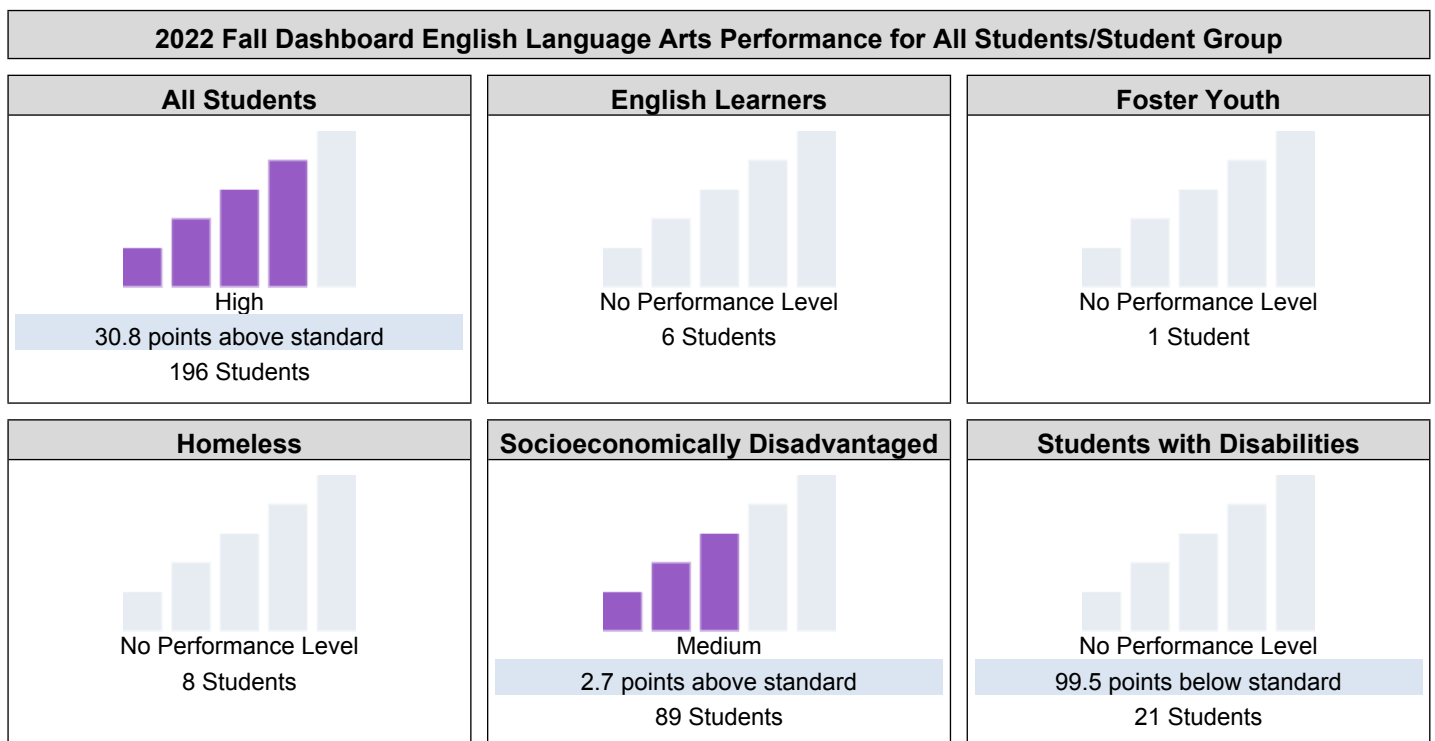 2022 Fall Dashboard English Language Arts Performance for All Students/Student Group
All Students
High
30.8 points above standard
196 Students
English Learners
No Performance Level
6 Students
Foster Youth
No Performance Level
1 Student
Homeless
No Performance Level
8 Students
Socioeconomically Disadvantaged
Medium
2.7 points above standard
89 Students
Students with Disabilities
No Performance Level
99.5 points below standard
21 Students